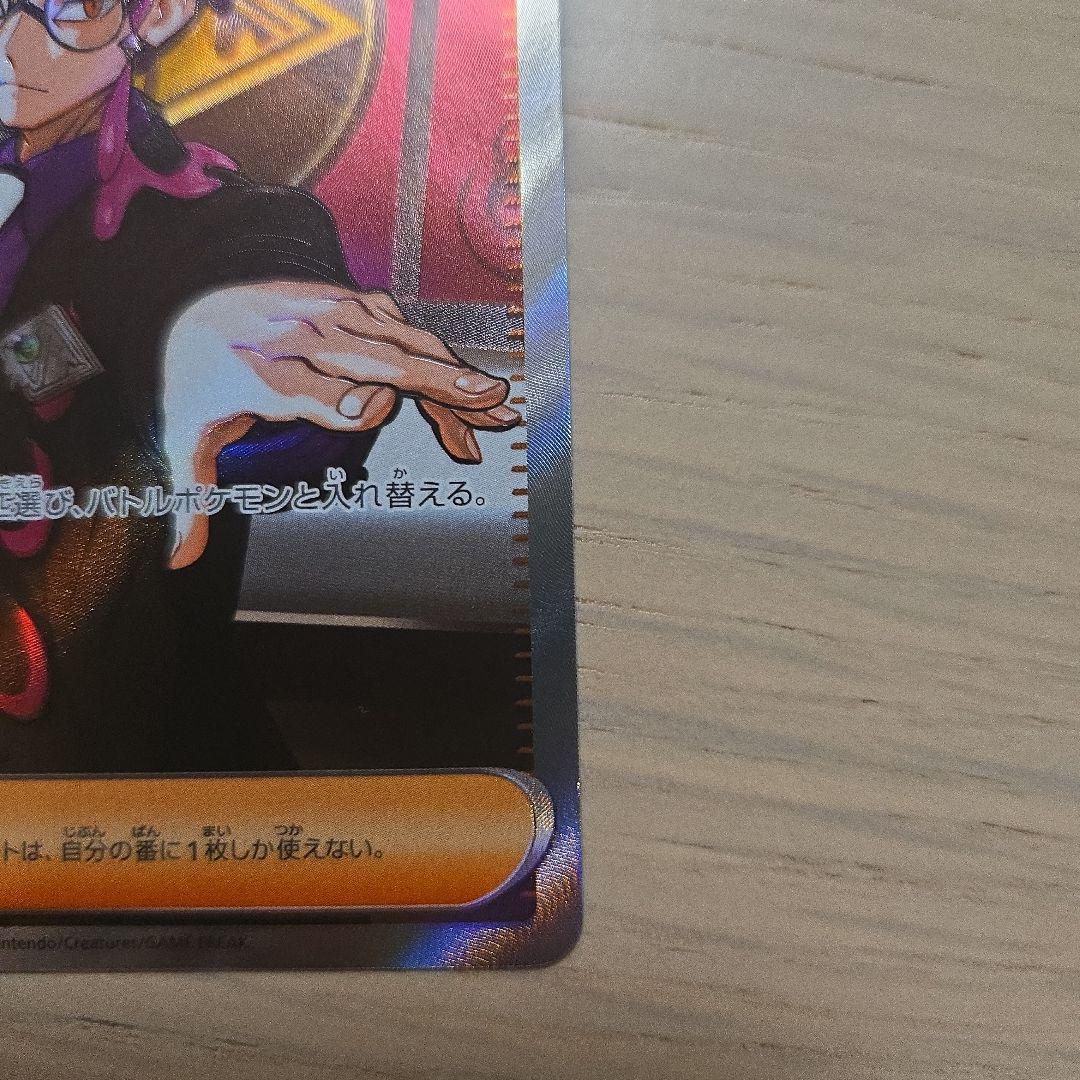 選び、バトルポケモンと入れ替える。
トは、自分の番に1枚しか使えない。
intendo/Creatures/GAME FREAK